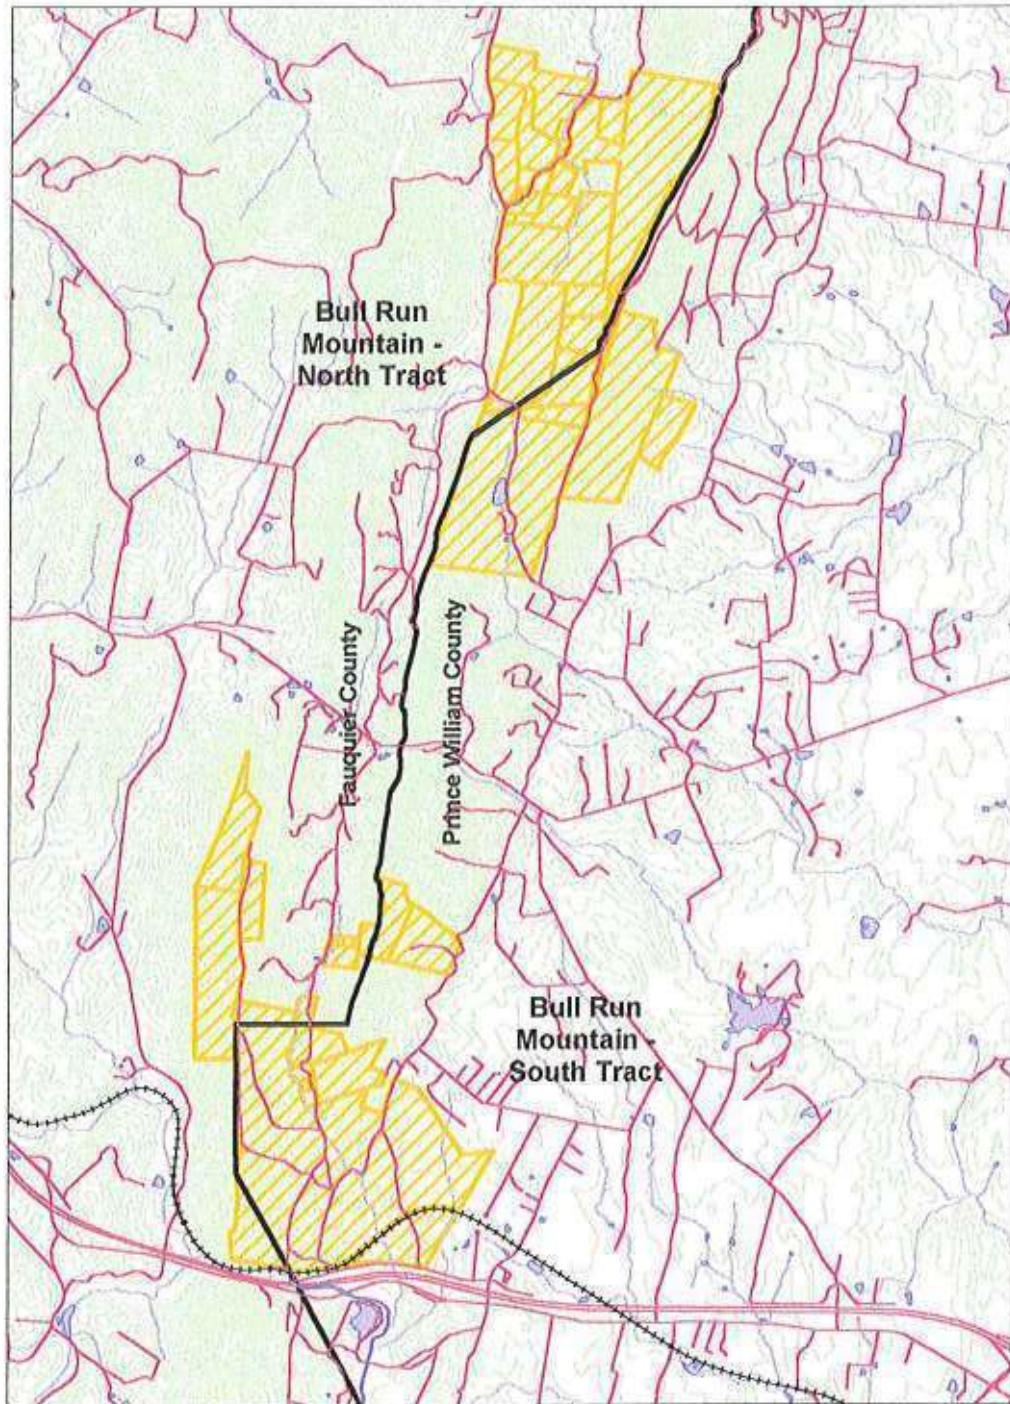 Bull Run
Mountain -
North Tract
Fauquier County
Prince William County
Bull Run
Mountain -
South Tract